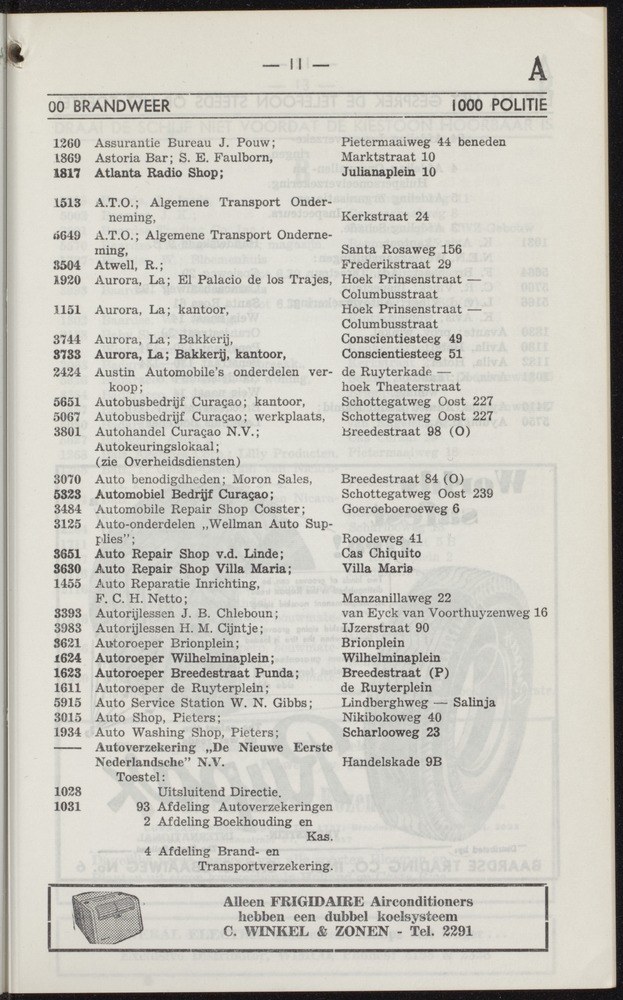 — 11 —
A
00 BRANDWEER 1000 POLITIE
1260 Assurantie Bureau J. Pouw; Pietermaaiweg 44 beneden
1869 Astoria Bar; S. E. Faulborn, Marktstraat 10
1817 Atlanta Radio Shop; Julianaplein 10
1513 A.T.O.; Algemene Transport Onder-
neming, Kerkstraat 24
6649 A.T.O.; Algemene Transport Onderne-
ming, Santa Rosaweg 156
3504 Atwell, R.; Frederikstraat 29
1920 Aurora, La; El Palacio de los Trajes, Hoek Prinsenstraat —
Columbusstraat
1151 Aurora, La; kantoor, Hoek Prinsenstraat —
Columbusstraat
3744 Aurora, La; Bakkerij, Conscientiesteeg 49
3733 Aurora, La; Bakkerij, kantoor, Conscientiesteeg 51
2424 Austin Automobile's onderdelen ver- de Ruyterkade —
koop; hoek Theaterstraat
5651 Autobusbedrijf Curaçao; kantoor, Schottegatweg Oost 227
5067 Autobusbedrijf Curaçao; werkplaats, Schottegatweg Oost 227
3801 Autohandel Curaçao N.V.; Breedestraat 98 (O)
Autokeuringslokaal;
(zie Overheidsdiensten)
3070 Auto benodigdheden; Moron Sales, Breedestraat 84 (O)
5323 Automobiel Bedrijf Curaçao; Schottegatweg Oost 239
3484 Automobile Repair Shop Cosster; Goeroeboeroeweg 6
3125 Auto-onderdelen „Wellman Auto Sup-
plies"; Roodeweg 41
3651 Auto Repair Shop v.d. Linde; Cas Chiquito
3630 Auto Repair Shop Villa Maria; Villa Maria
1455 Auto Reparatie Inrichting,
F. C. H. Netto; Manzanillaweg 22
3393 Autorijlessen J. B. Chleboun; van Eyck van Voorthuyzenweg 16
3983 Autorijlessen H. M. Cijntje; IJzerstraat 90
3621 Autoroeper Brionplein; Brionplein
1624 Autoroeper Wilhelminaplein; Wilhelminaplein
1623 Autoroeper Breedestraat Punda; Breedestraat (P)
1611 Autoroeper de Ruyterplein; de Ruyterplein
5915 Auto Service Station W. N. Gibbs; Lindberghweg — Salinja
3015 Auto Shop, Pieters; Nikibokoweg 40
1934 Auto Washing Shop, Pieters; Scharlooweg 23
—— Autoverzekering „De Nieuwe Eerste
Nederlandsche" N.V. Handelskade 9B
Toestel:
1028 Uitsluitend Directie.
1031 93 Afdeling Autoverzekeringen
2 Afdeling Boekhouding en
Kas.
4 Afdeling Brand- en
Transportverzekering.
Alleen FRIGIDAIRE Airconditioners
hebben een dubbel koelsysteem
C. WINKEL & ZONEN - Tel. 2291